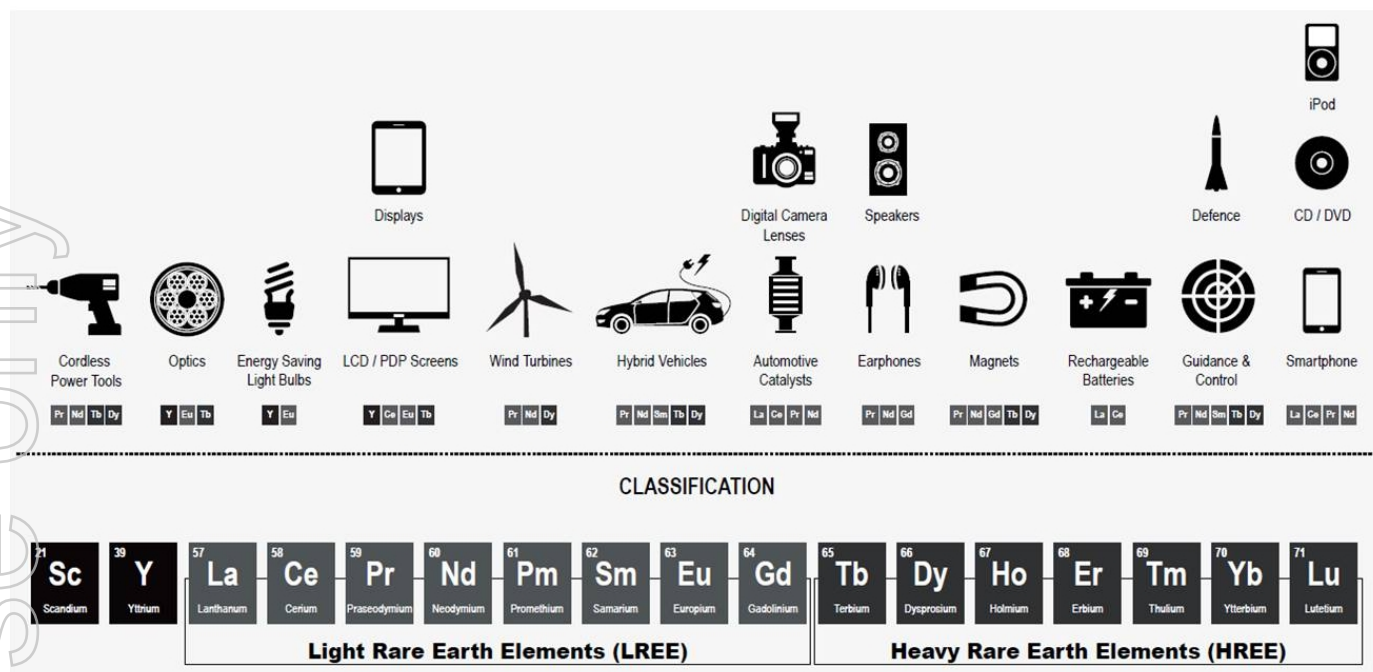 iPod
Displays
Digital Camera
Lenses
Speakers
Defence
CD / DVD
Cordless
Power Tools
Optics
Energy Saving
Light Bulbs
LCD / PDP Screens
Wind Turbines
Hybrid Vehicles
Automotive
Catalysts
Earphones
Magnets
Rechargeable
Batteries
Guidance &
Control
Smartphone
Pr Nd Tb Dy
Y Eu Tb
Y Eu
Y Ce Eu Tb
Pr Nd Dy
Pr Nd Sm Tb Dy
La Ce Pr Nd
Pr Nd Gd
Pr Nd Gd Tb Dy
La Ce
Pr Nd Sm Tb Dy
La Ce Pr Nd
CLASSIFICATION
21
Sc
Scandium
39
Y
Yttrium
57
La
Lanthanum
58
Ce
Cerium
59
Pr
Praseodymium
60
Nd
Neodymium
61
Pm
Promethium
62
Sm
Samarium
63
Eu
Europium
64
Gd
Gadolinium
65
Tb
Terbium
66
Dy
Dysprosium
67
Ho
Holmium
68
Er
Erbium
69
Tm
Thulium
70
Yb
Ytterbium
71
Lu
Lutetium
Light Rare Earth Elements (LREE)
Heavy Rare Earth Elements (HREE)
only